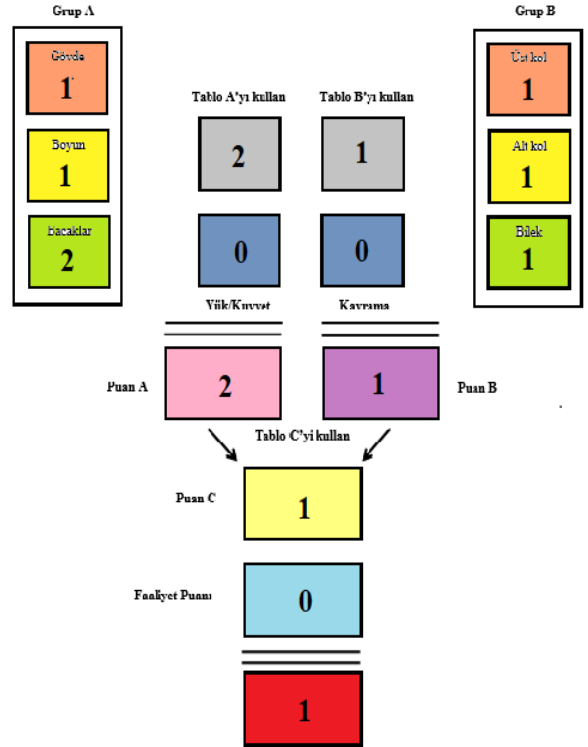 Grup A
Grup B
Gövde
1
Boyun
1
Bacaklar
2
Tablo A'yı kullan
Tablo B'yı kullan
2
1
0
0
Yük/Kuvvet
Kavrama
Üst kol
1
Alt kol
1
Bilek
1
Puan A
2
1
Puan B
Tablo C'yi kullan
Puan C
1
Faaliyet Puanı
0
1